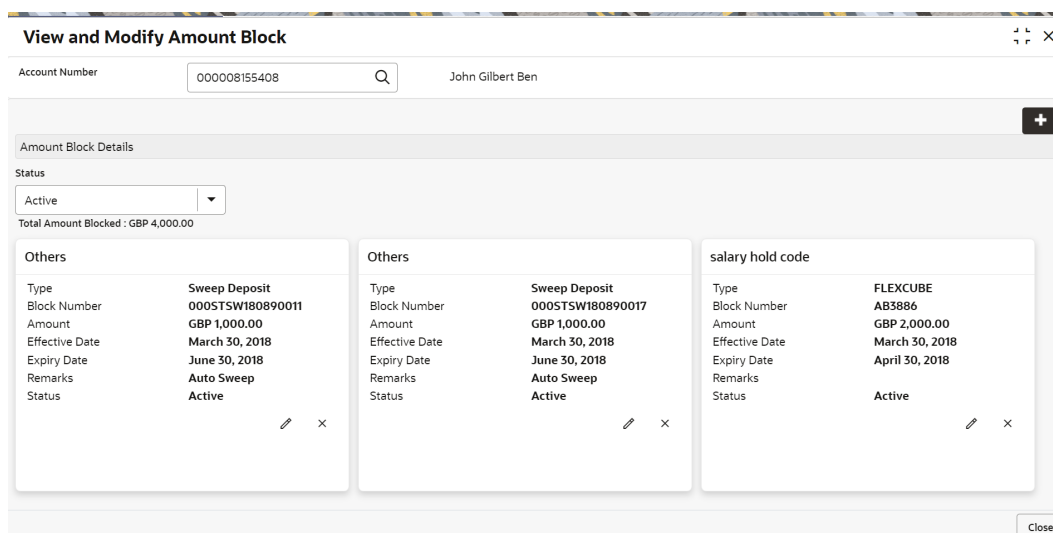 View and Modify Amount Block
Account Number
000008155408
John Gilbert Ben
Amount Block Details
Status
Active
Total Amount Blocked : GBP 4,000.00
Others
Type Sweep Deposit
Block Number 000STSW180890011
Amount GBP 1,000.00
Effective Date March 30, 2018
Expiry Date June 30, 2018
Remarks Auto Sweep
Status Active
Others
Type Sweep Deposit
Block Number 000STSW180890017
Amount GBP 1,000.00
Effective Date March 30, 2018
Expiry Date June 30, 2018
Remarks Auto Sweep
Status Active
salary hold code
Type FLEXCUBE
Block Number AB3886
Amount GBP 2,000.00
Effective Date March 30, 2018
Expiry Date April 30, 2018
Remarks
Status Active
Close